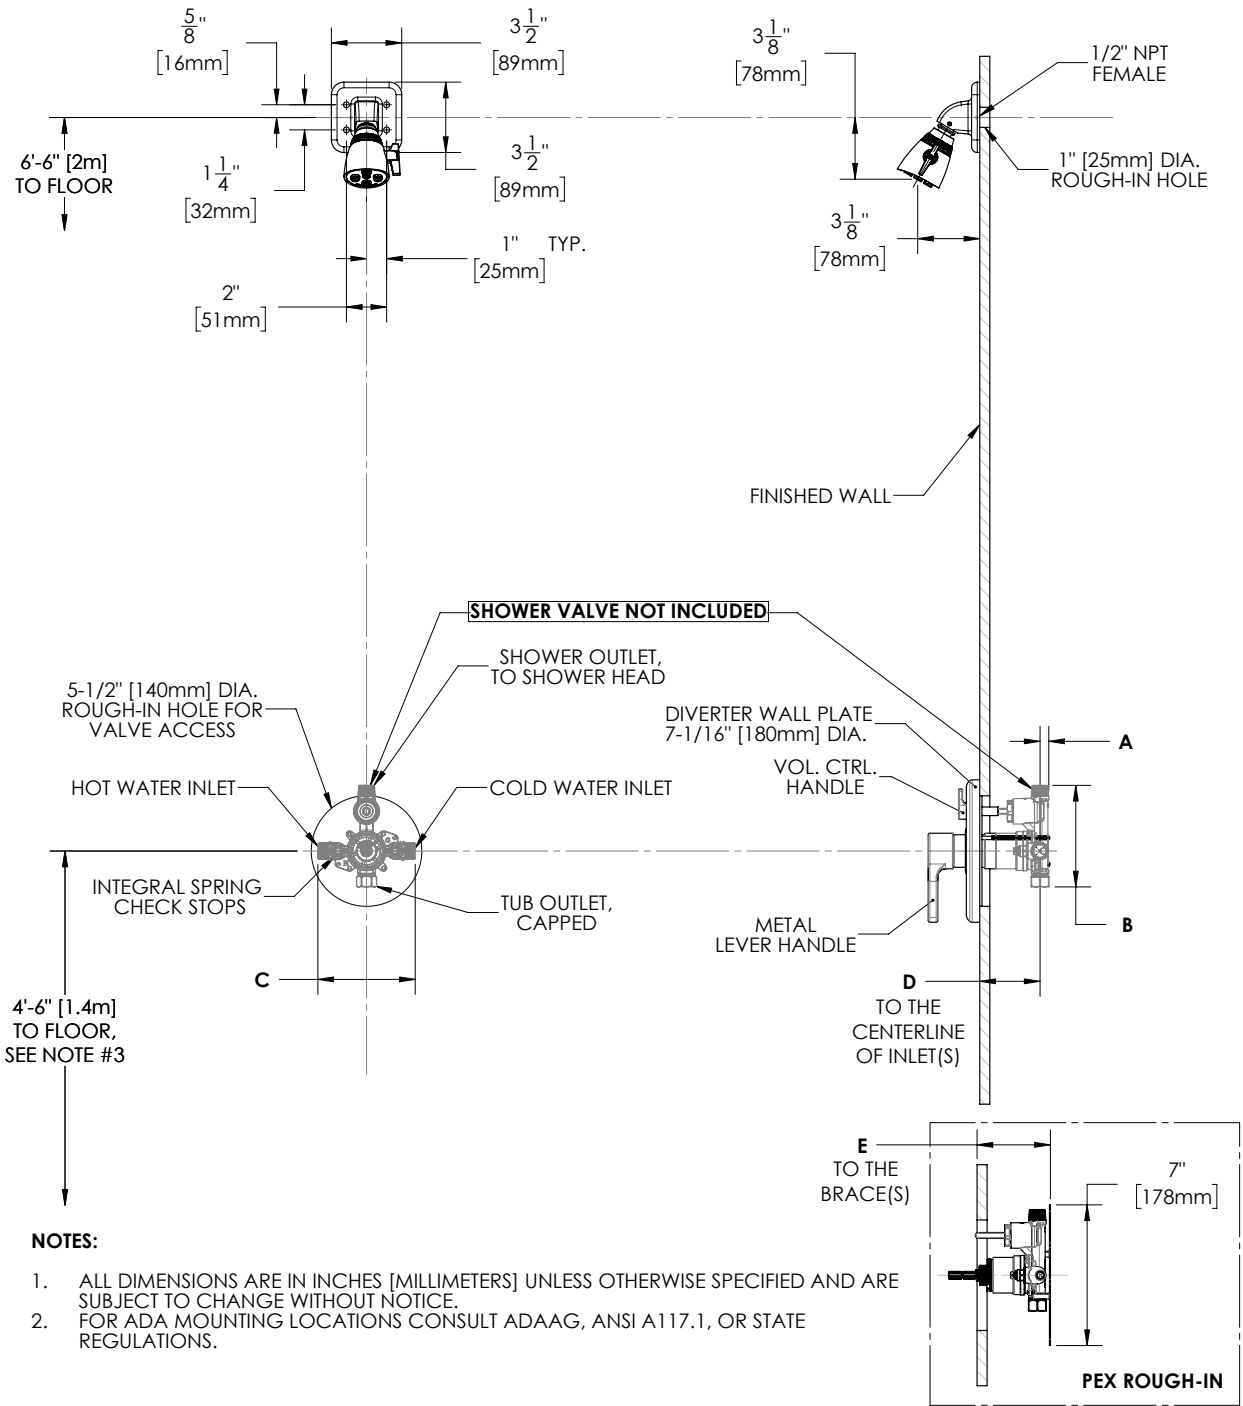 5/8"
[16mm]
3 1/2"
[89mm]
3 1/8"
[78mm]
1/2" NPT
FEMALE
6'-6" [2m]
TO FLOOR
1 1/4"
[32mm]
3 1/2"
[89mm]
1" [25mm] DIA.
ROUGH-IN HOLE
3 1/8"
[78mm]
1" TYP.
[25mm]
2"
[51mm]
FINISHED WALL
SHOWER VALVE NOT INCLUDED
SHOWER OUTLET,
TO SHOWER HEAD
5-1/2" [140mm] DIA.
ROUGH-IN HOLE FOR
VALVE ACCESS
DIVERTER WALL PLATE
7-1/16" [180mm] DIA.
A
VOL. CTRL.
HANDLE
HOT WATER INLET
COLD WATER INLET
INTEGRAL SPRING
CHECK STOPS
TUB OUTLET,
CAPPED
METAL
LEVER HANDLE
B
C
D
TO THE
CENTERLINE
OF INLET(S)
4'-6" [1.4m]
TO FLOOR,
SEE NOTE #3
E
TO THE
BRACE(S)
7"
[178mm]
NOTES:
1. ALL DIMENSIONS ARE IN INCHES [MILLIMETERS] UNLESS OTHERWISE SPECIFIED AND ARE
SUBJECT TO CHANGE WITHOUT NOTICE.
2. FOR ADA MOUNTING LOCATIONS CONSULT ADAAG, ANSI A117.1, OR STATE
REGULATIONS.
PEX ROUGH-IN